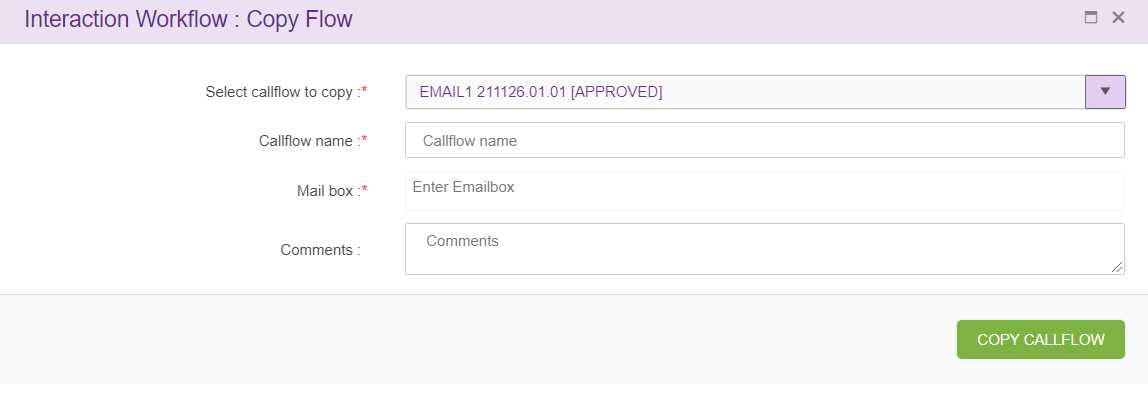 Interaction Workflow : Copy Flow
Select callflow to copy :* EMAIL1 211126.01.01 [APPROVED]
Callflow name :* Callflow name
Mail box :* Enter Emailbox
Comments : Comments
COPY CALLFLOW